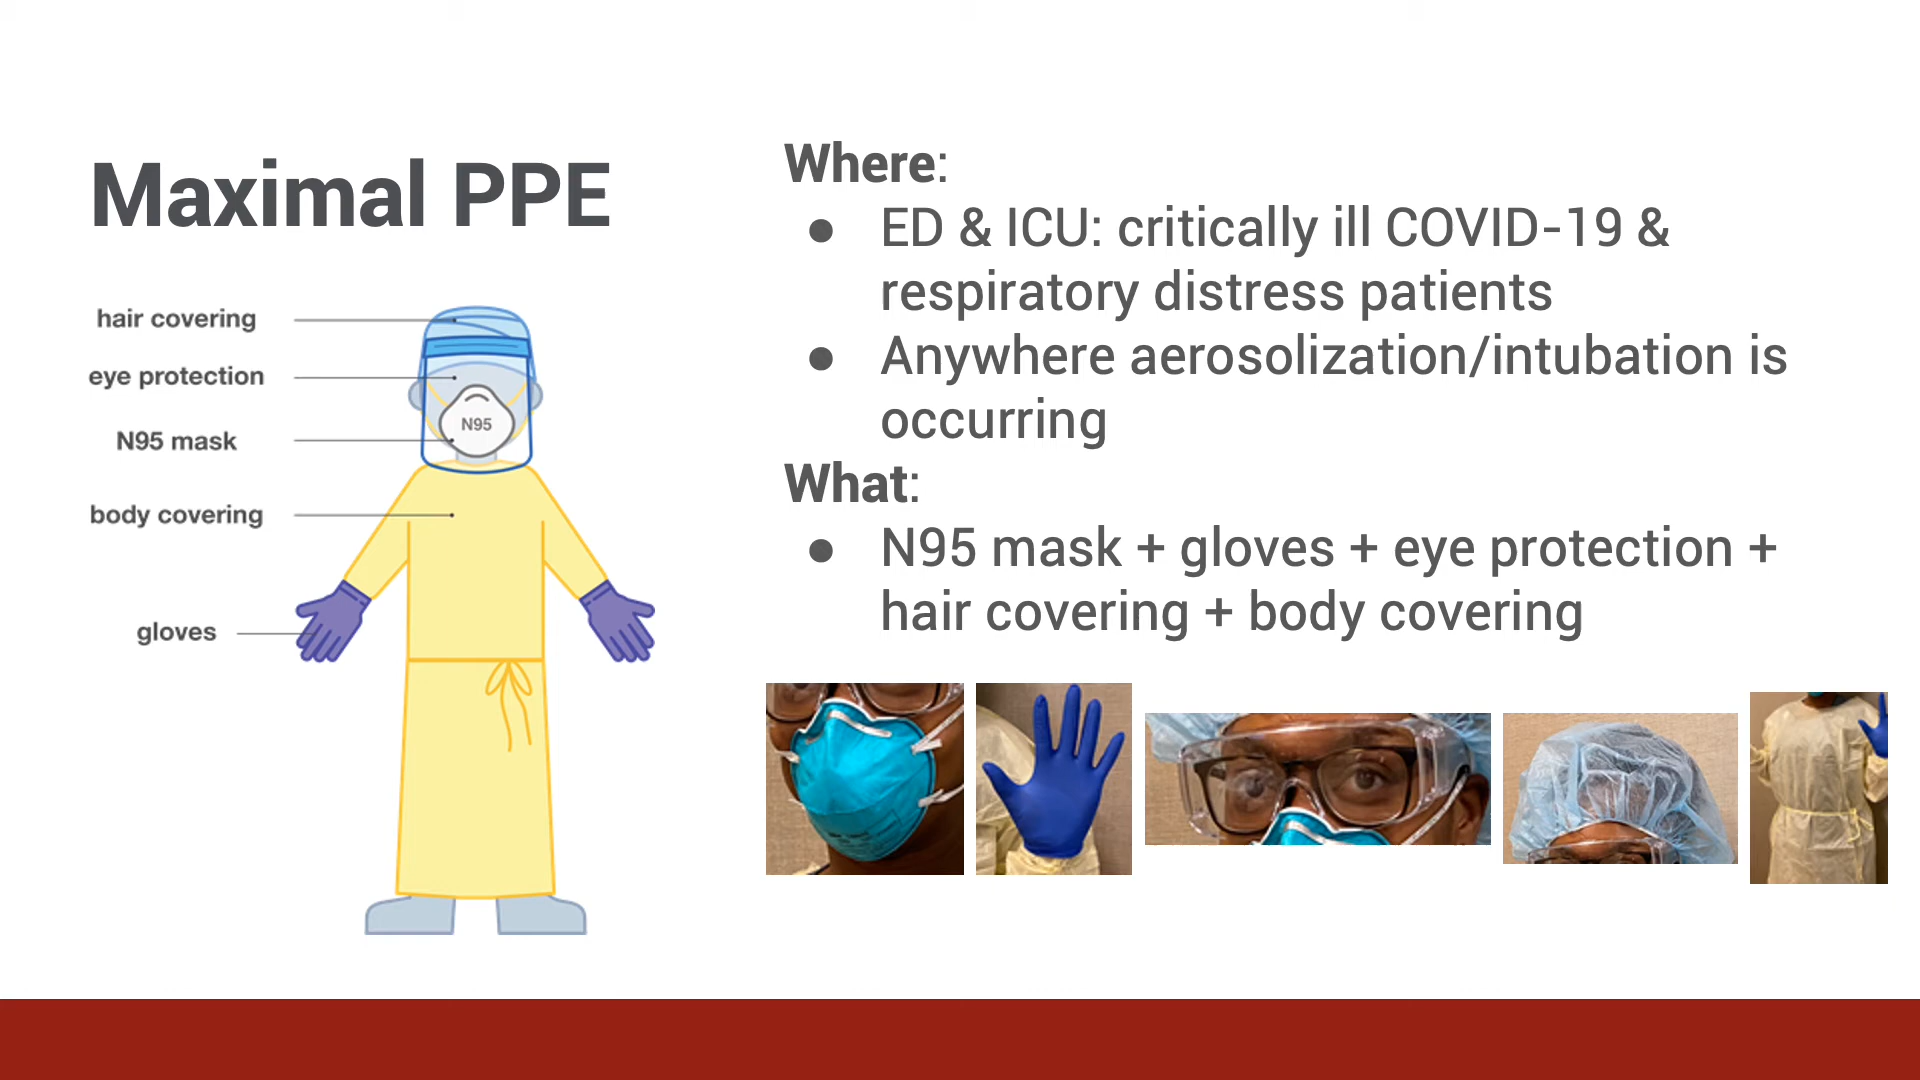 Maximal PPE
hair covering
eye protection
N95 mask
N95
body covering
gloves
Where:
● ED & ICU: critically ill COVID-19 &
respiratory distress patients
● Anywhere aerosolization/intubation is
occurring
What:
● N95 mask + gloves + eye protection +
hair covering + body covering